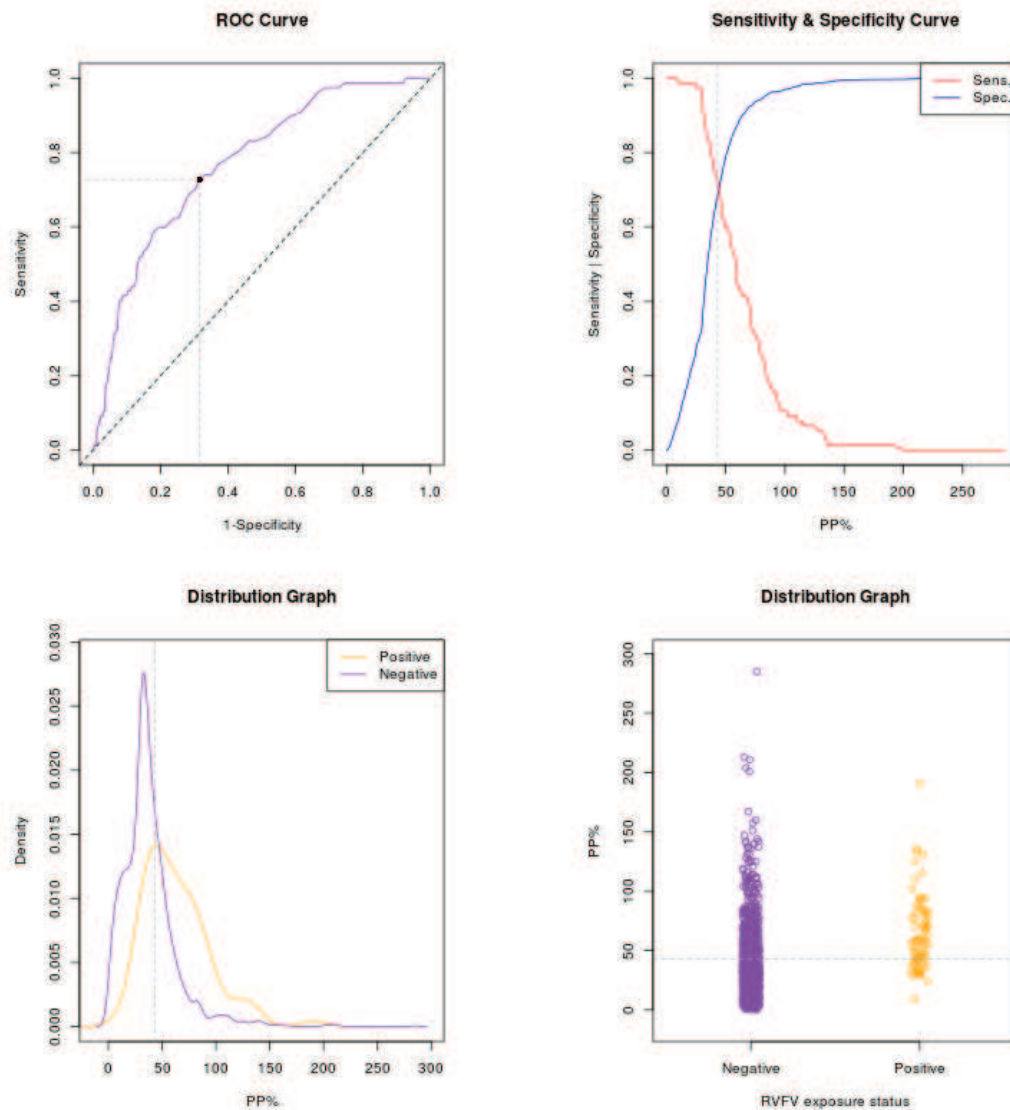 ROC Curve
Sensitivity
1.0
0.8
0.6
0.4
0.2
0.0
0.0 0.2 0.4 0.6 0.8 1.0
1-Specificity
Sensitivity & Specificity Curve
Sensitivity | Specificity
1.0
0.8
0.6
0.4
0.2
0.0
Sens.
Spec.
0 50 100 150 200 250
PP%
Distribution Graph
Density
0.030
0.025
0.020
0.015
0.010
0.005
0.000
Positive
Negative
0 50 100 150 200 250 300
PP%
Distribution Graph
PP%
300
250
200
150
100
50
0
Negative Positive
RVFV exposure status